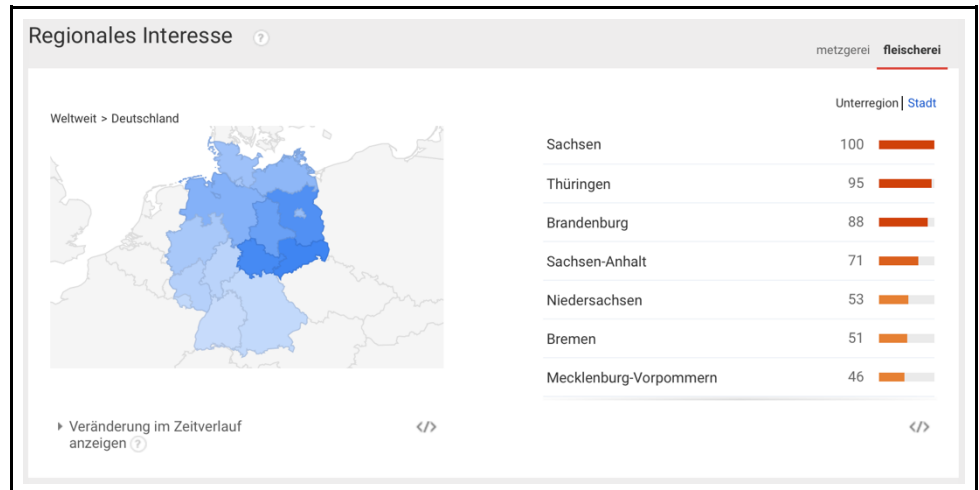 Regionales Interesse ?
metzgerei fleischerei
Unterregion Stadt
Weltweit > Deutschland
Sachsen 100
Thüringen 95
Brandenburg 88
Sachsen-Anhalt 71
Niedersachsen 53
Bremen 51
Mecklenburg-Vorpommern 46
Veränderung im Zeitverlauf
anzeigen ?
</> </>